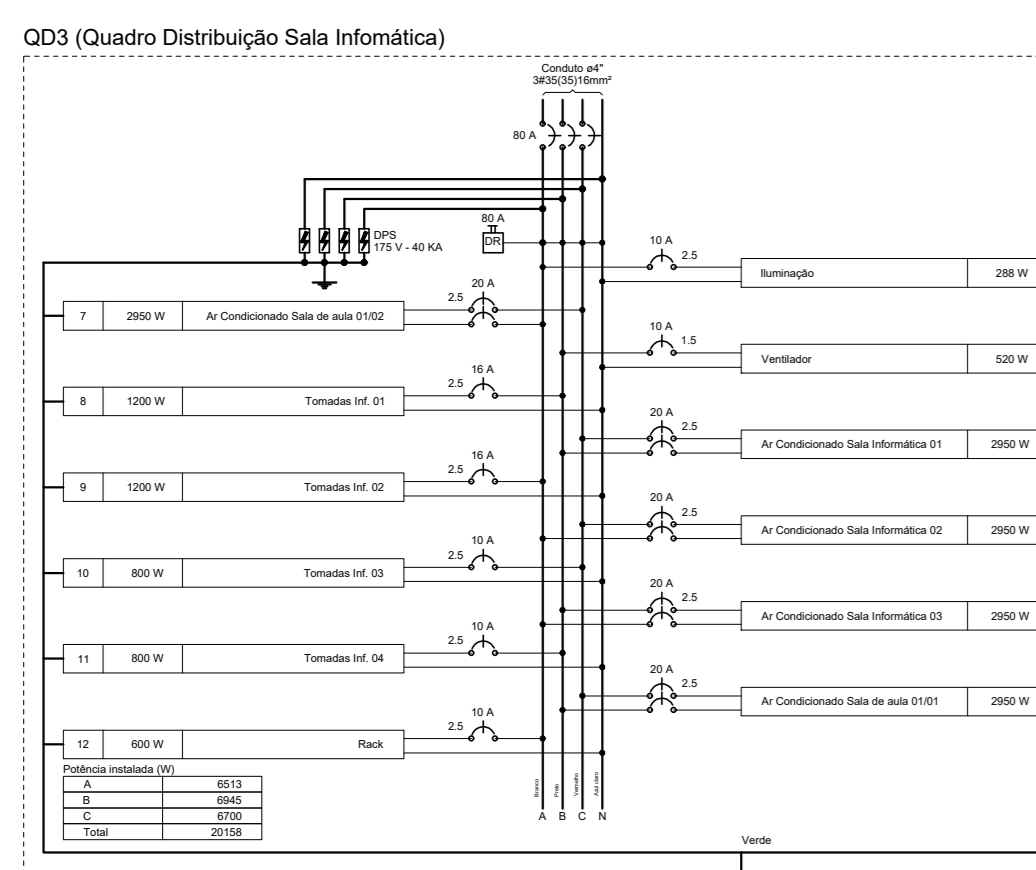 QD3 (Quadro Distribuição Sala Infomática)
Conduto ø4"
3#35(35)16mm²
80 A
DPS
175 V - 40 KA
80 A
DR
10 A
2.5
Iluminação 288 W
20 A
2.5
7 2950 W Ar Condicionado Sala de aula 01/02
10 A
1.5
Ventilador 520 W
16 A
2.5
8 1200 W Tomadas Inf. 01
20 A
2.5
Ar Condicionado Sala Informática 01 2950 W
16 A
2.5
9 1200 W Tomadas Inf. 02
20 A
2.5
Ar Condicionado Sala Informática 02 2950 W
10 A
2.5
10 800 W Tomadas Inf. 03
20 A
2.5
Ar Condicionado Sala Informática 03 2950 W
10 A
2.5
11 800 W Tomadas Inf. 04
20 A
2.5
Ar Condicionado Sala de aula 01/01 2950 W
10 A
2.5
12 600 W Rack
Potência instalada (W)
A 6513
B 6945
C 6700
Total 20158
Branco Preto Vermelho Azul claro
A B C N
Verde